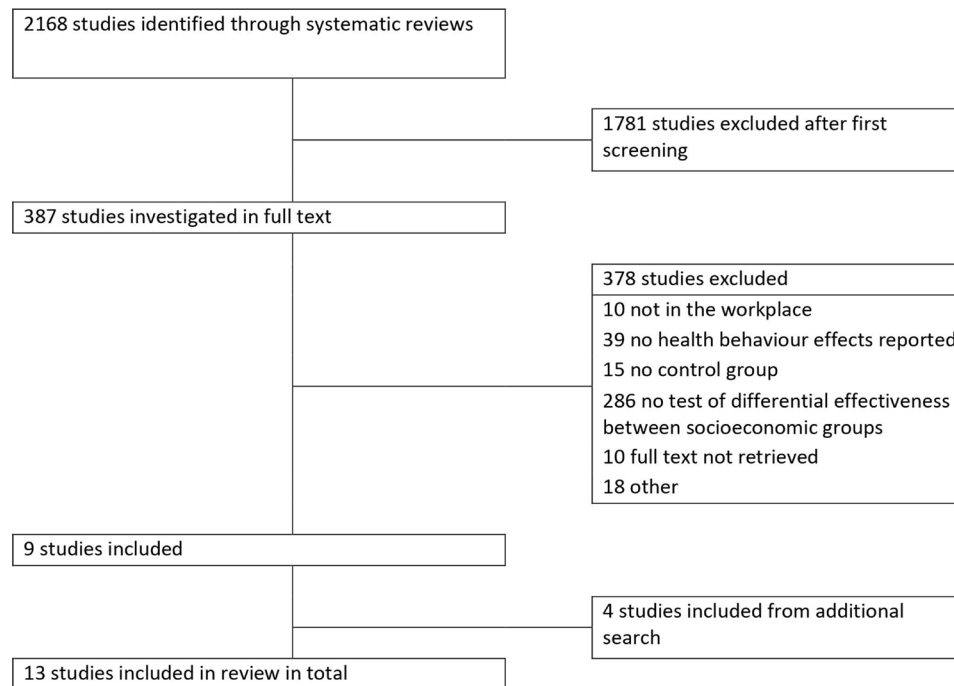 2168 studies identified through systematic reviews
1781 studies excluded after first
screening
387 studies investigated in full text
378 studies excluded
10 not in the workplace
39 no health behaviour effects reported
15 no control group
286 no test of differential effectiveness
between socioeconomic groups
10 full text not retrieved
18 other
9 studies included
4 studies included from additional
search
13 studies included in review in total